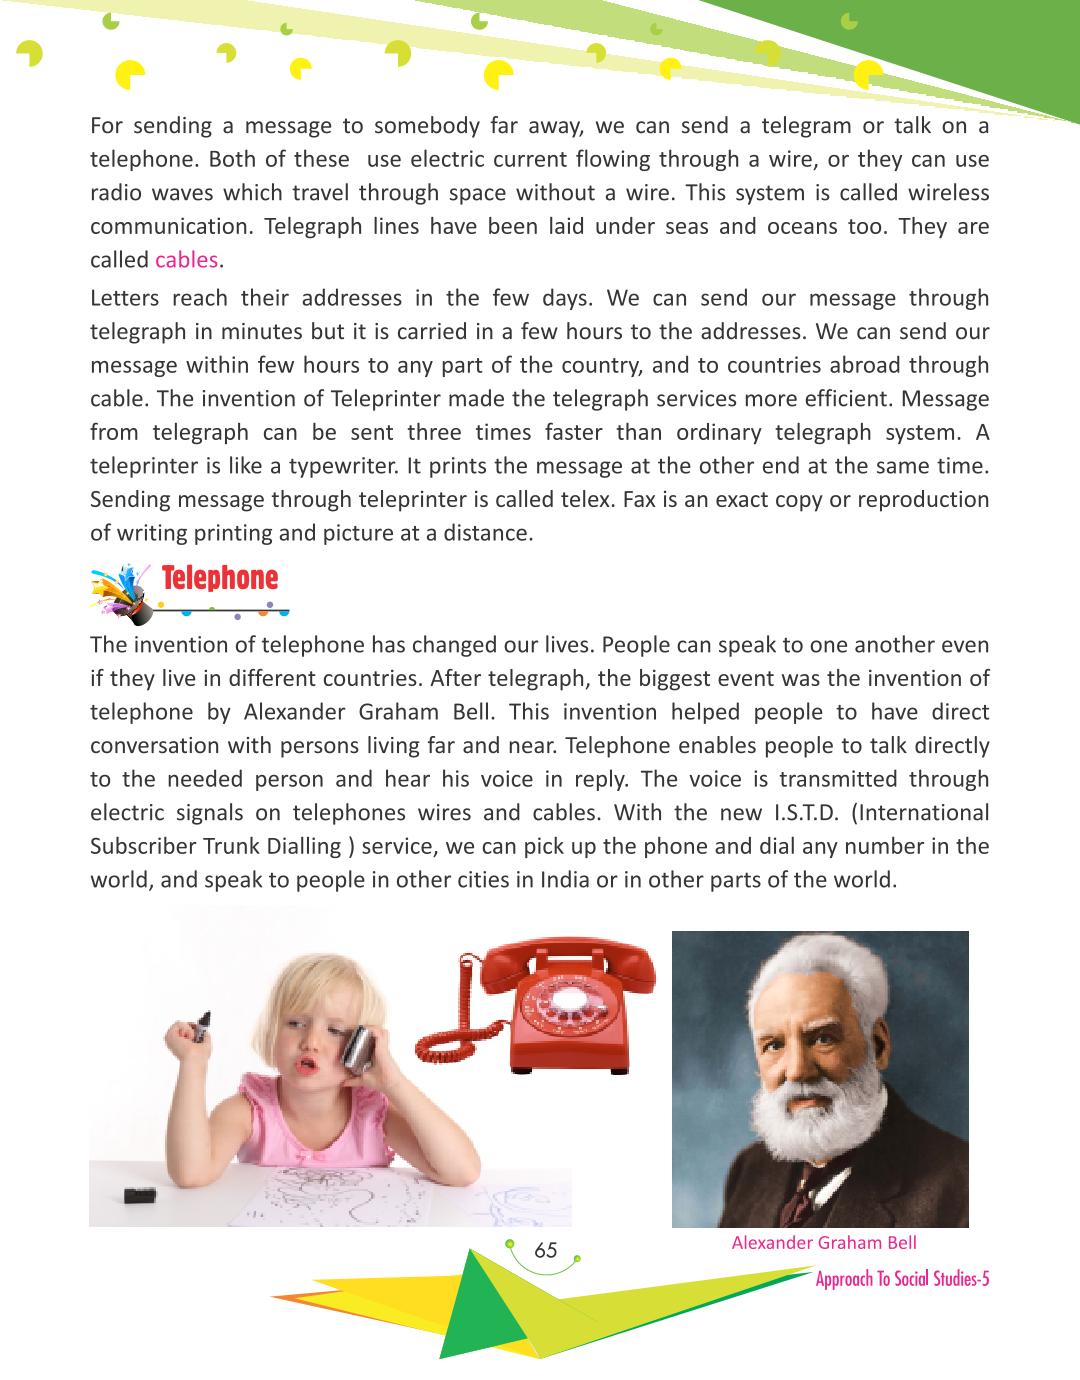 For sending a message to somebody far away, we can send a telegram or talk on a
telephone. Both of these use electric current flowing through a wire, or they can use
radio waves which travel through space without a wire. This system is called wireless
communication. Telegraph lines have been laid under seas and oceans too. They are
called cables.
Letters reach their addresses in the few days. We can send our message through
telegraph in minutes but it is carried in a few hours to the addresses. We can send our
message within few hours to any part of the country, and to countries abroad through
cable. The invention of Teleprinter made the telegraph services more efficient. Message
from telegraph can be sent three times faster than ordinary telegraph system. A
teleprinter is like a typewriter. It prints the message at the other end at the same time.
Sending message through teleprinter is called telex. Fax is an exact copy or reproduction
of writing printing and picture at a distance.
Telephone
The invention of telephone has changed our lives. People can speak to one another even
if they live in different countries. After telegraph, the biggest event was the invention of
telephone by Alexander Graham Bell. This invention helped people to have direct
conversation with persons living far and near. Telephone enables people to talk directly
to the needed person and hear his voice in reply. The voice is transmitted through
electric signals on telephones wires and cables. With the new I.S.T.D. (International
Subscriber Trunk Dialling ) service, we can pick up the phone and dial any number in the
world, and speak to people in other cities in India or in other parts of the world.
Alexander Graham Bell
65
Approach To Social Studies-5